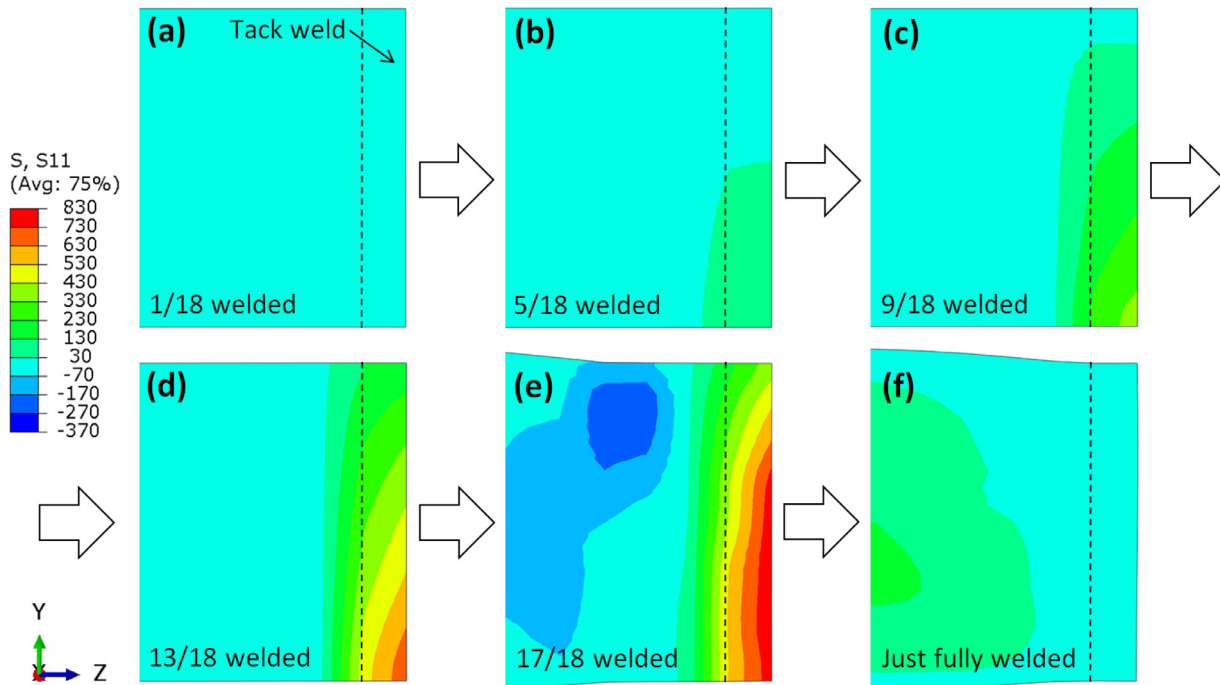 (a)
Tack weld
1/18 welded
(b)
5/18 welded
(c)
9/18 welded
S, S11
(Avg: 75%)
830
730
630
530
430
330
230
130
30
-70
-170
-270
-370
(d)
13/18 welded
(e)
17/18 welded
(f)
Just fully welded
Y
X
Z